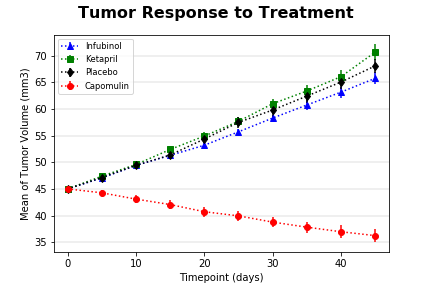 Tumor Response to Treatment
Infubinol
Ketapril
Placebo
Capomulin
Mean of Tumor Volume (mm3)
70
65
60
55
50
45
40
35
0
10
20
30
40
Timepoint (days)